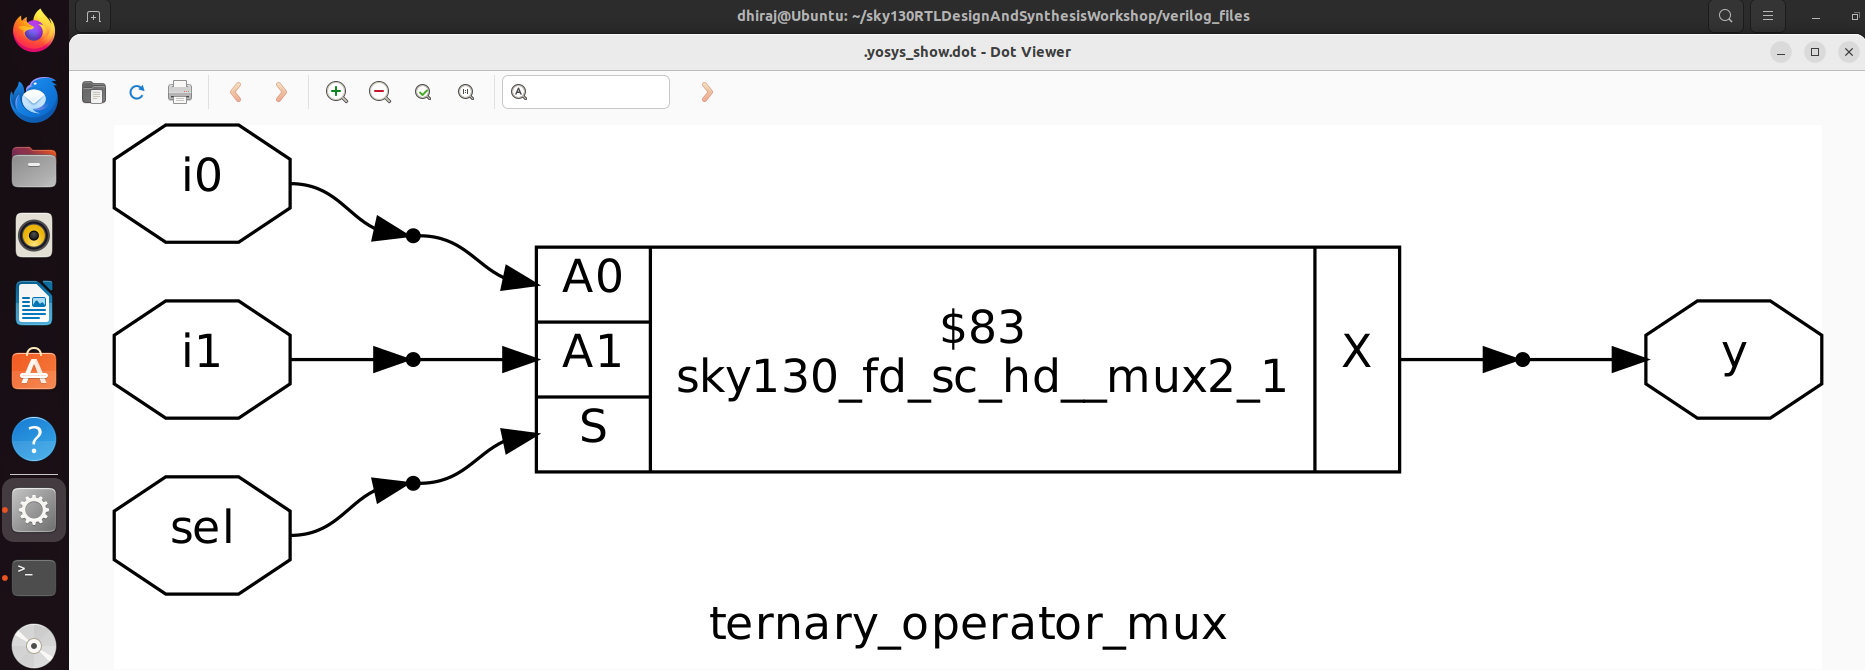 dhiraj@Ubuntu: ~/sky130RTLDesignAndSynthesisWorkshop/verilog_files
.yosys_show.dot - Dot Viewer
i0
i1
sel
A0
A1
S
$83
sky130_fd_sc_hd__mux2_1
X
y
ternary_operator_mux